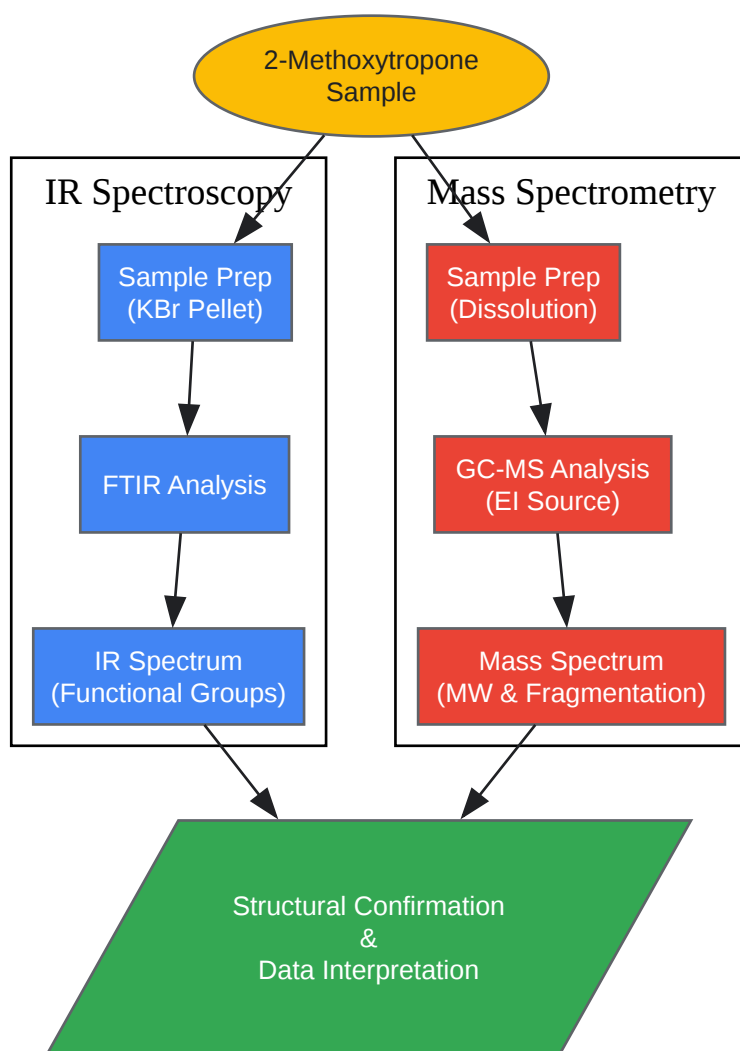 2-Methoxytropone
Sample
IR Spectroscopy
Sample Prep
(KBr Pellet)
FTIR Analysis
IR Spectrum
(Functional Groups)
Mass Spectrometry
Sample Prep
(Dissolution)
GC-MS Analysis
(EI Source)
Mass Spectrum
(MW & Fragmentation)
Structural Confirmation
&
Data Interpretation